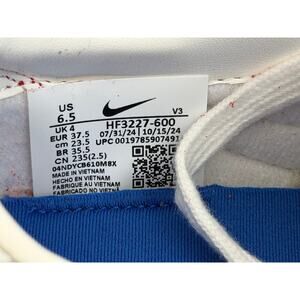 US
6.5
V3
UK 4
HF3227-600
EUR 37.5
07/31/24 | 10/15/24
cm 23.5
UPC 0019785907491
BR 35.5
CN 235(2.5)
04NDYCB610M8X
MADE IN VIETNAM
HECHO EN VIETNAM
FABRIQUE AU VIETNAM
FABRICADO NO VIETNAM